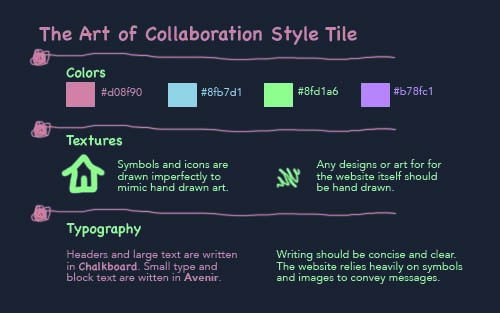 The Art of Collaboration Style Tile
Colors
#d08f90
#8fb7d1
#8fd1a6
#b78fc1
Textures
Symbols and icons are
drawn imperfectly to
mimic hand drawn art.
Any designs or art for for
the website itself should
be hand drawn.
Typography
Headers and large text are written
in Chalkboard. Small type and
block text are witten in Avenir.
Writing should be concise and clear.
The website relies heavily on symbols
and images to convey messages.